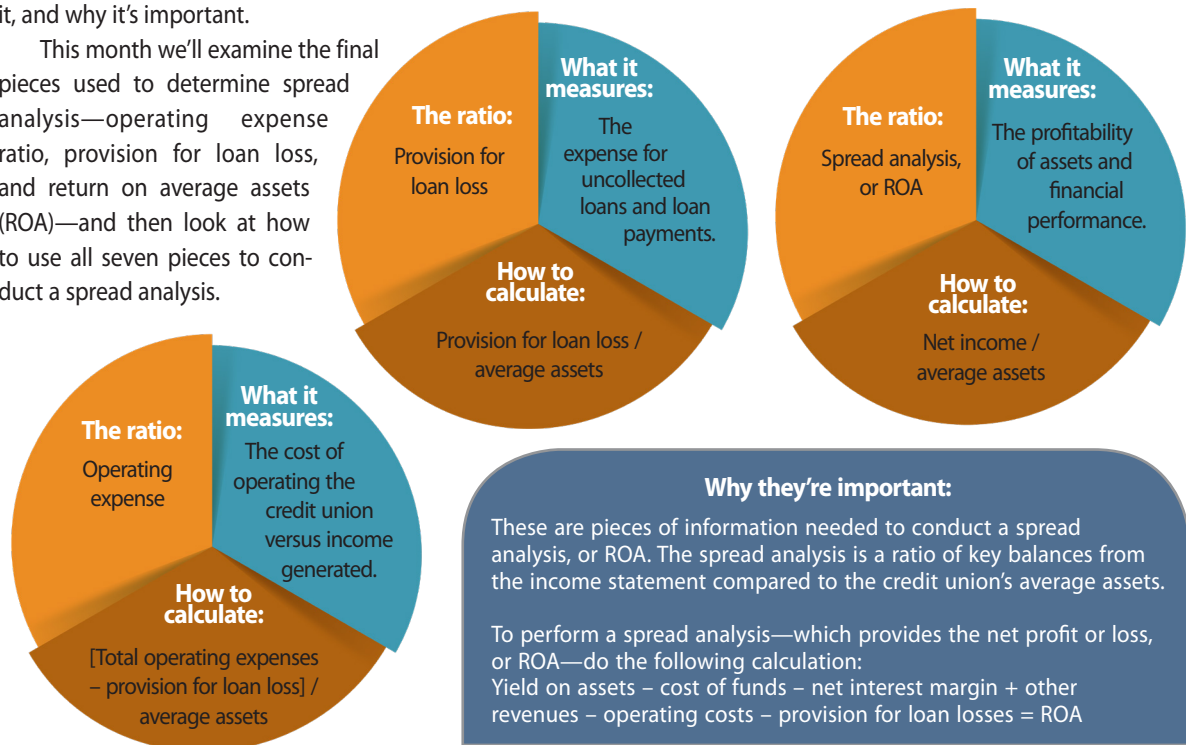 it, and why it's important.
This month we'll examine the final
pieces used to determine spread
analysis—operating expense
ratio, provision for loan loss,
and return on average assets
(ROA)—and then look at how
to use all seven pieces to con-
duct a spread analysis.
The ratio:
Provision for
loan loss
What it
measures:
The
expense for
uncollected
loans and loan
payments.
How to
calculate:
Provision for loan loss /
average assets
The ratio:
Spread analysis,
or ROA
What it
measures:
The profitability
of assets and
financial
performance.
How to
calculate:
Net income /
average assets
The ratio:
Operating
expense
What it
measures:
The cost of
operating the
credit union
versus income
generated.
How to
calculate:
[Total operating expenses
– provision for loan loss] /
average assets
Why they're important:
These are pieces of information needed to conduct a spread
analysis, or ROA. The spread analysis is a ratio of key balances from
the income statement compared to the credit union's average assets.
To perform a spread analysis—which provides the net profit or loss,
or ROA—do the following calculation:
Yield on assets – cost of funds – net interest margin + other
revenues – operating costs – provision for loan losses = ROA